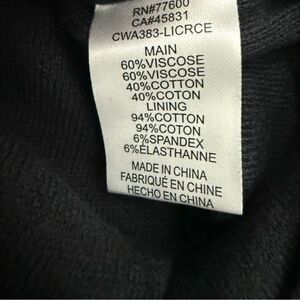 RN#77600
CA#45831
CWA383-LICRCE
MAIN
60%VISCOSE
60%VISCOSE
40%COTTON
40%COTON
LINING
94%COTTON
94%COTON
6%SPANDEX
6%ÉLASTHANNE
MADE IN CHINA
FABRIQUÉ EN CHINE
HECHO EN CHINA